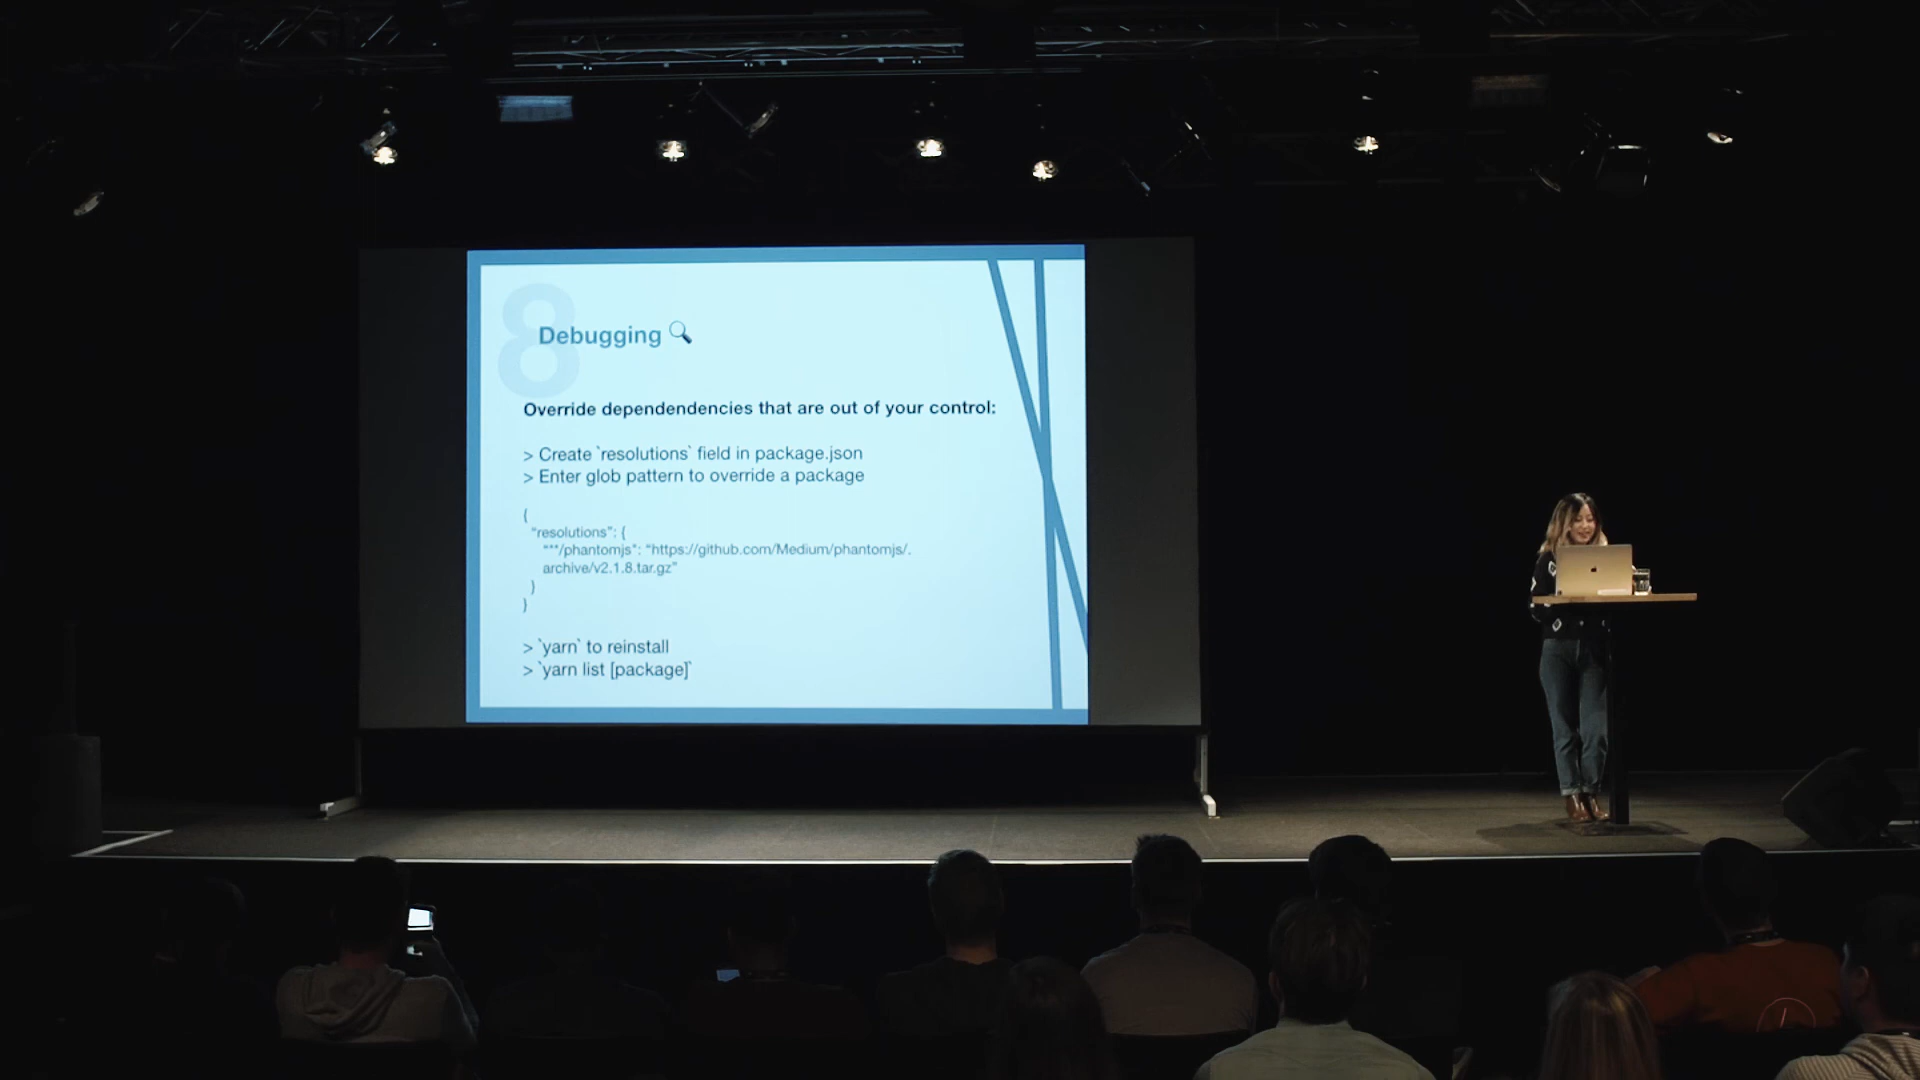 8
Debugging
Override dependendencies that are out of your control:
> Create `resolutions` field in package.json
> Enter glob pattern to override a package
{
"resolutions": {
"**/phantomjs": "https://github.com/Medium/phantomjs/.
archive/v2.1.8.tar.gz"
}
}
> `yarn` to reinstall
> `yarn list [package]`